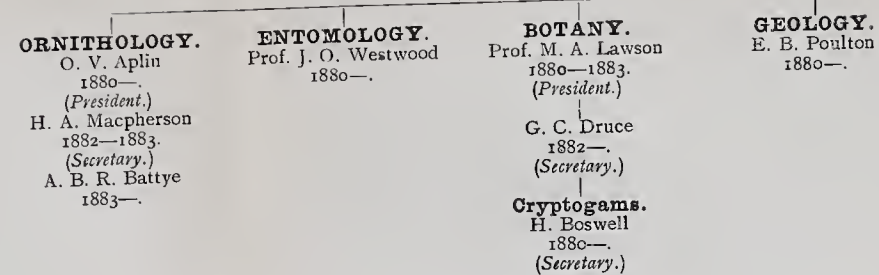 ORNITHOLOGY.
O. V. Aplin
1880—.
(President.)
H. A. Macpherson
1882—1883.
(Secretary.)
A. B. R. Battye
1883—.
ENTOMOLOGY.
Prof. J. O. Westwood
1880—.
BOTANY.
Prof. M. A. Lawson
1880—1883.
(President.)
G. C. Druce
1882—.
(Secretary.)
Cryptogams.
H. Boswell
1880—.
(Secretary.)
GEOLOGY.
E. B. Poulton
1880—.